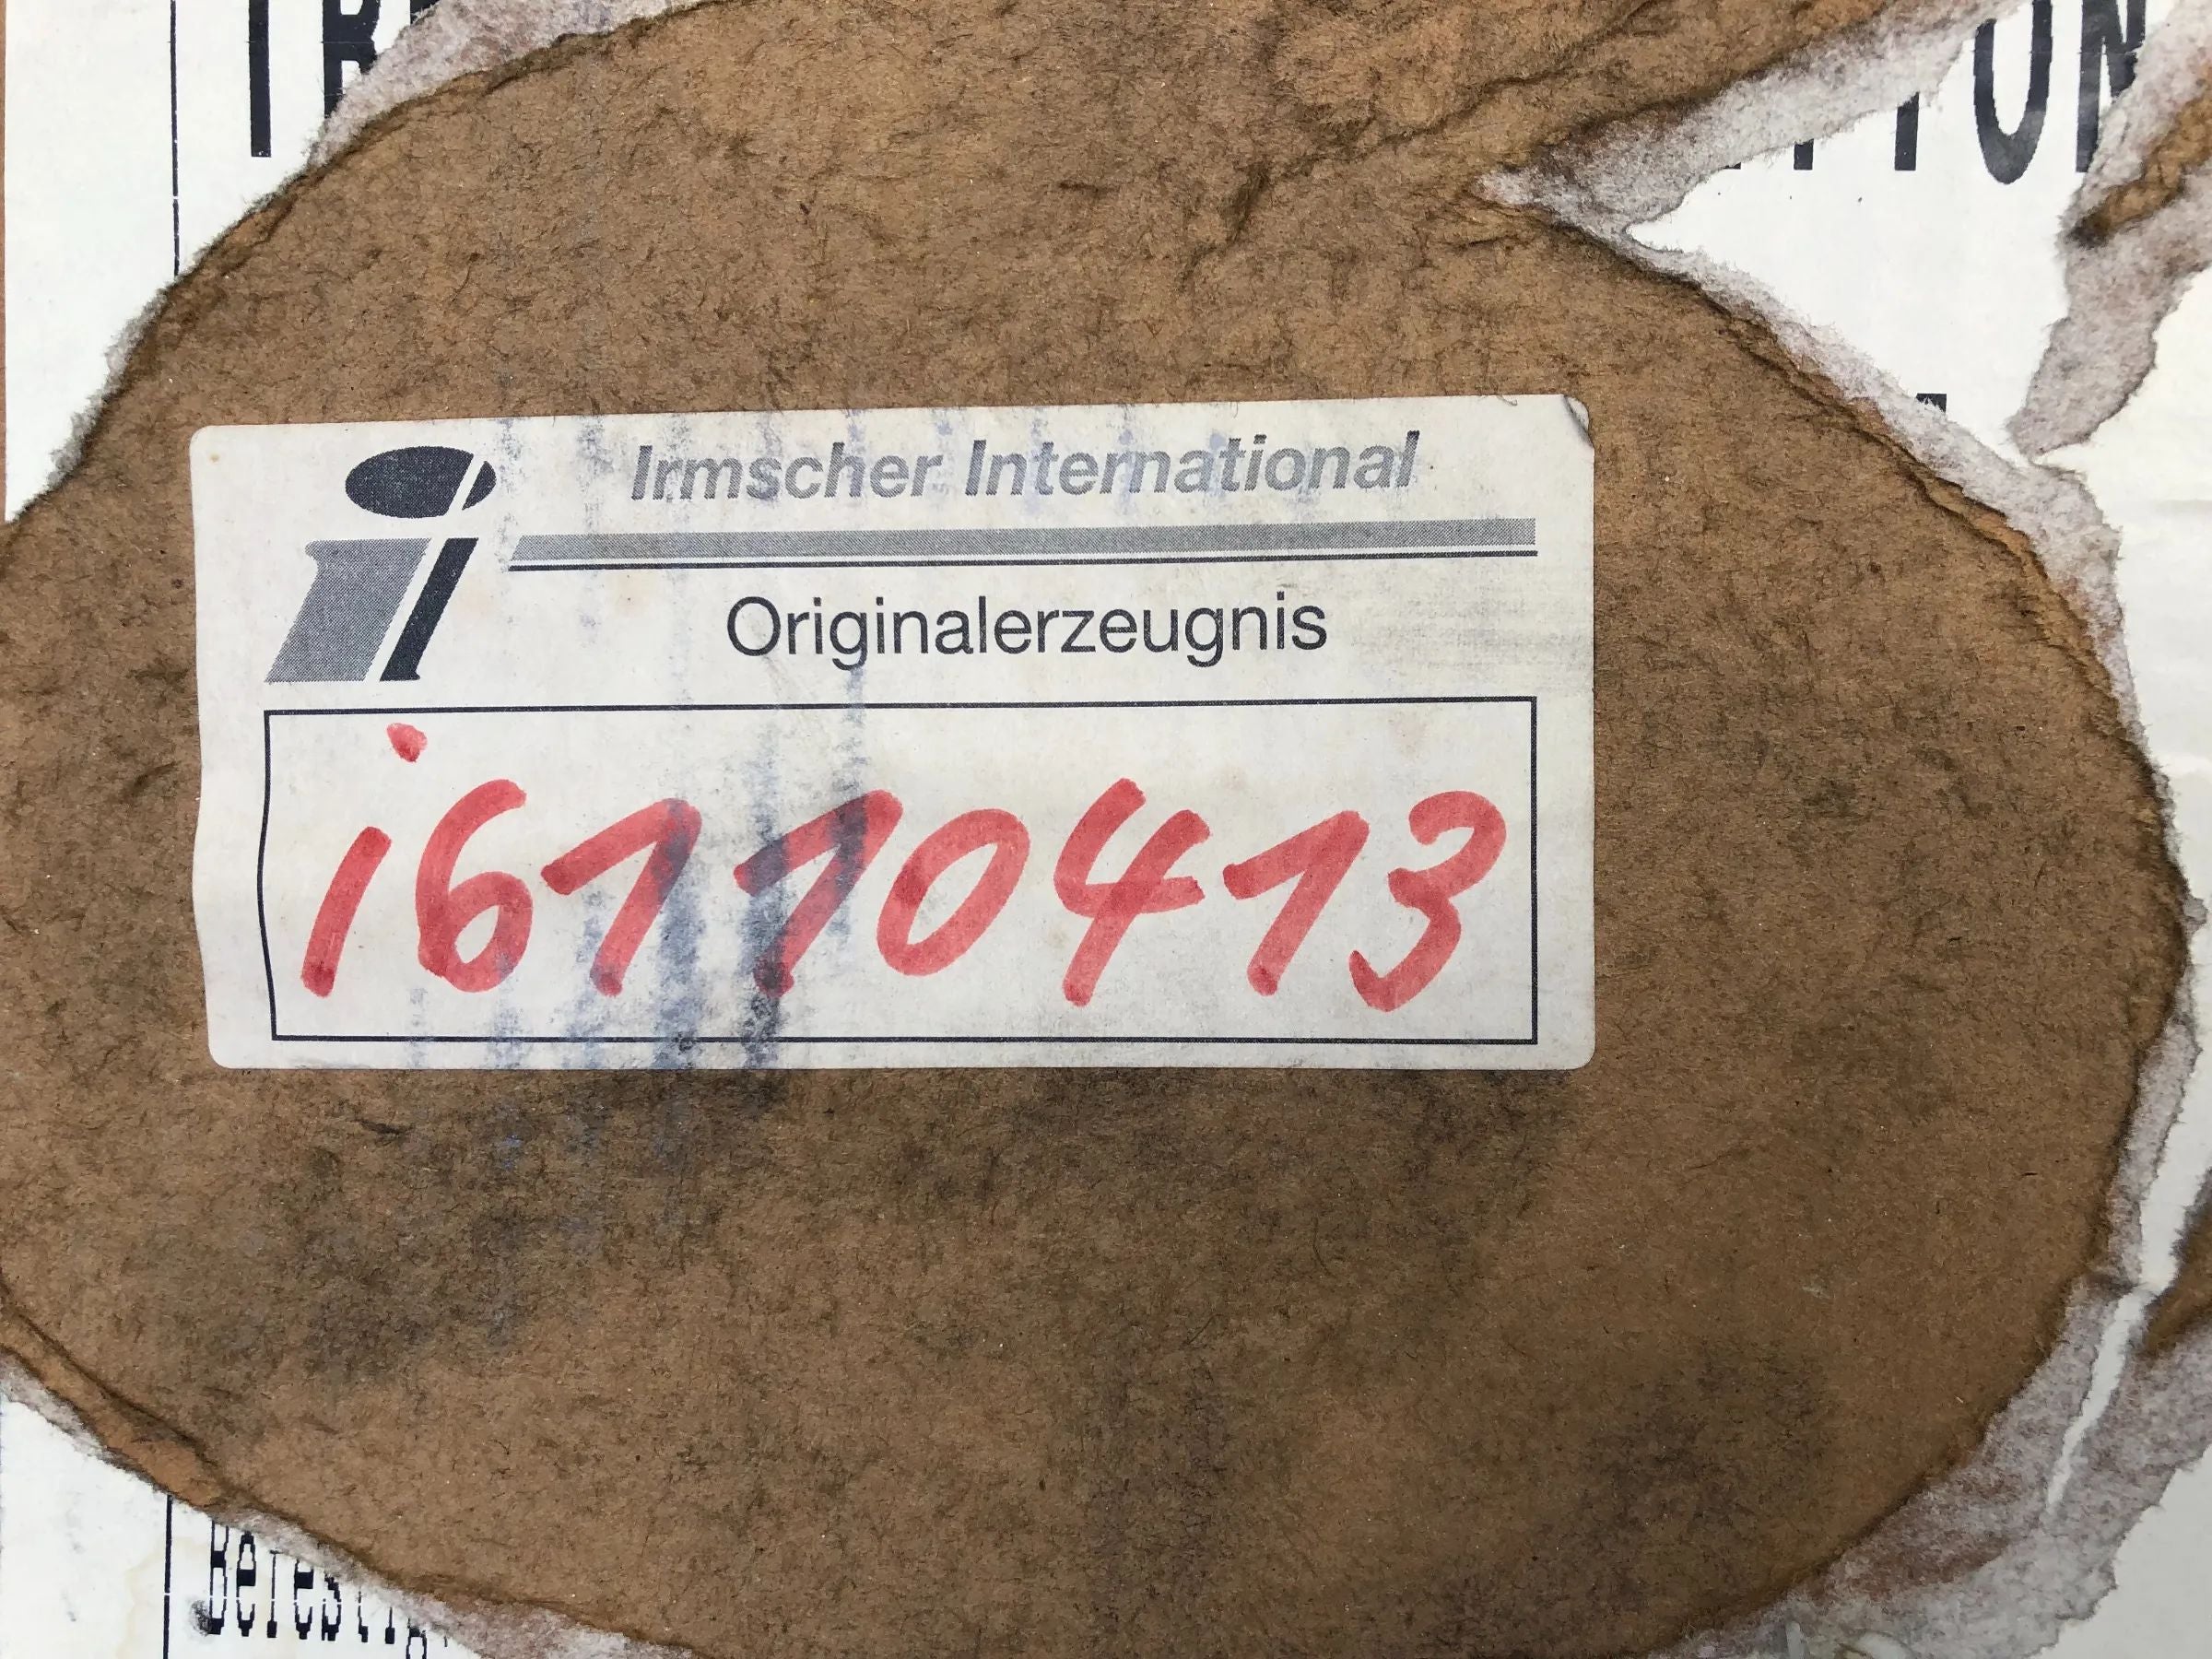 Irmscher International
Originalerzeugnis
i6110413